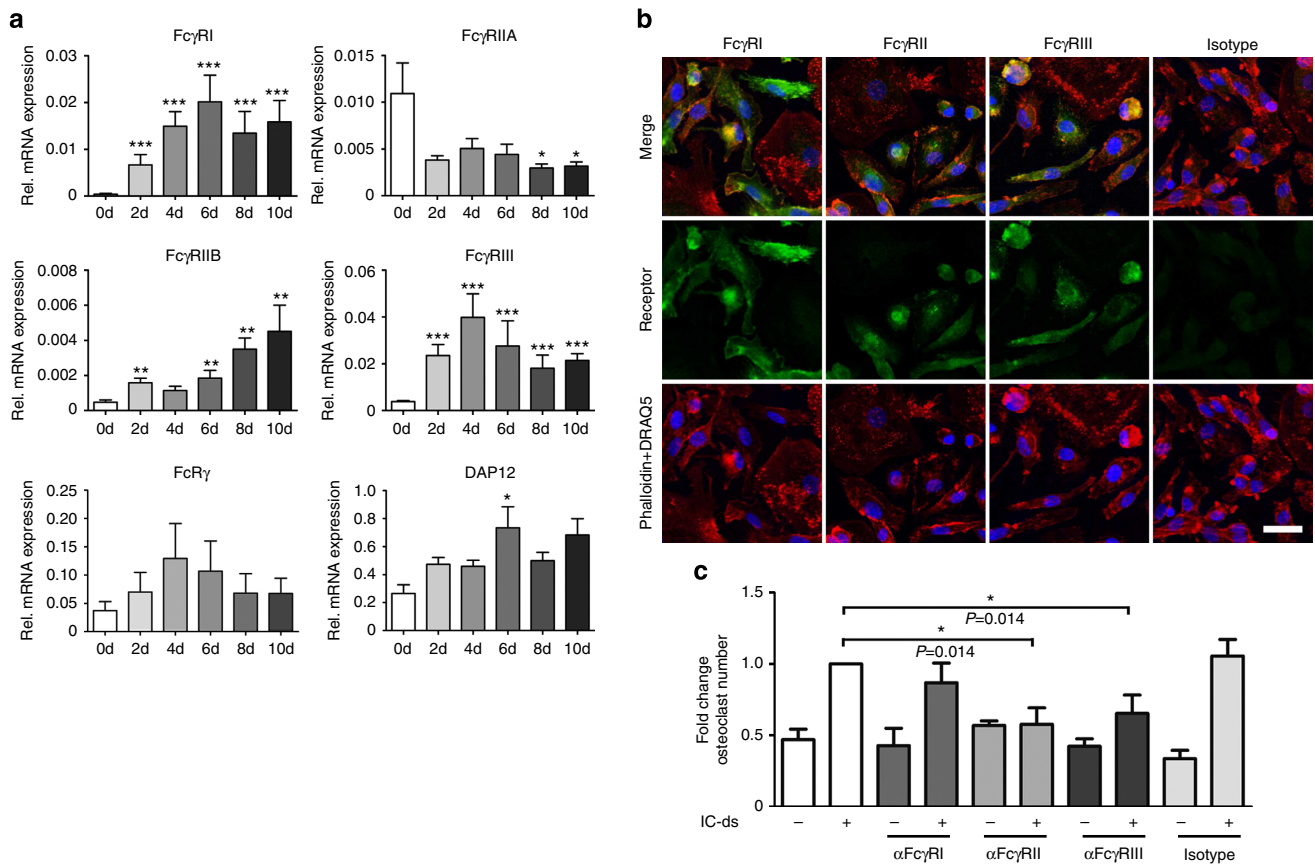 a
FcγRI
Rel. mRNA expression
0.03
0.02
0.01
0
***
***
***
***
***
0d 2d 4d 6d 8d 10d
FcγRIIA
Rel. mRNA expression
0.015
0.010
0.005
0
*
*
0d 2d 4d 6d 8d 10d
FcγRIIB
Rel. mRNA expression
0.008
0.006
0.004
0.002
0
**
**
**
**
0d 2d 4d 6d 8d 10d
FcγRIII
Rel. mRNA expression
0.06
0.04
0.02
0
***
***
***
***
***
0d 2d 4d 6d 8d 10d
FcRγ
Rel. mRNA expression
0.25
0.20
0.15
0.10
0.05
0
0d 2d 4d 6d 8d 10d
DAP12
Rel. mRNA expression
1.0
0.8
0.6
0.4
0.2
0
*
0d 2d 4d 6d 8d 10d
b
FcγRI FcγRII FcγRIII Isotype
Merge
Receptor
Phalloidin+DRAQ5
c
Fold change
osteoclast number
1.5
1.0
0.5
0
*
P=0.014
*
P=0.014
IC-ds – + – + – + – + – +
αFcγRI αFcγRII αFcγRIII Isotype